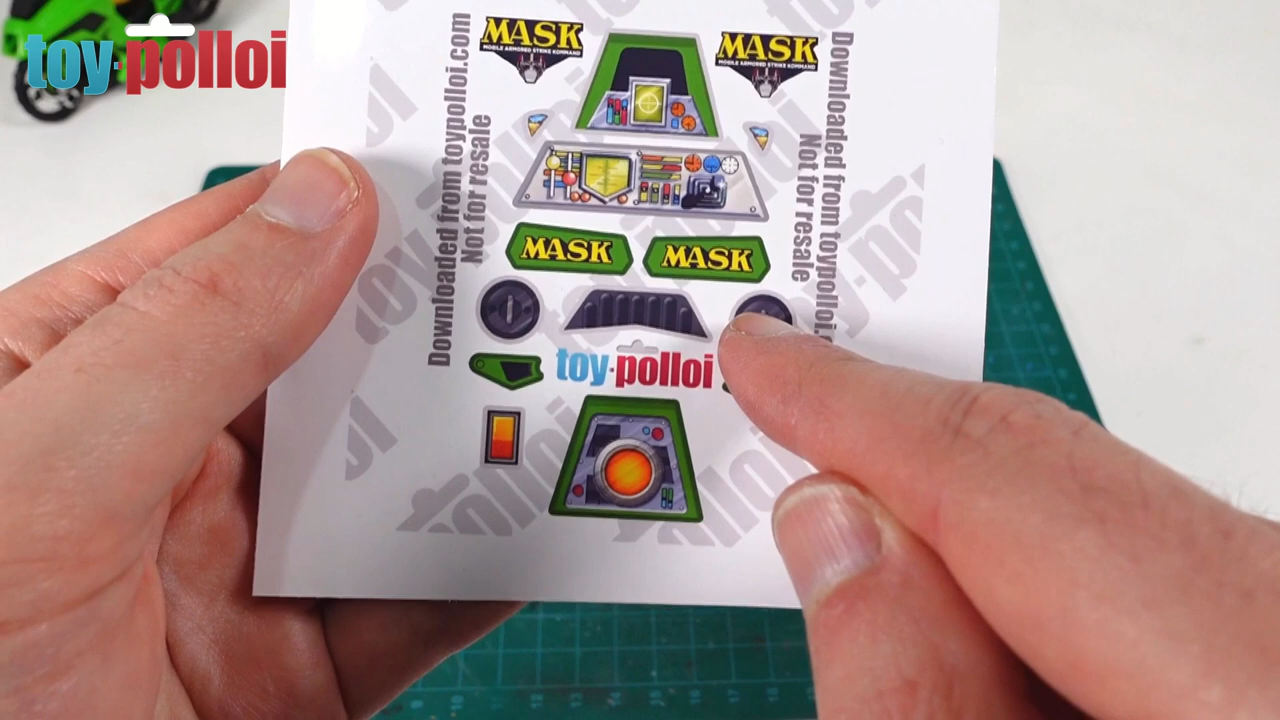 toy·polloi
MASK
MOBILE ARMORED STRIKE KOMMAND
MASK
MOBILE ARMORED STRIKE KOMMAND
Downloaded from toypolloi.com
Not for resale
Downloaded from toypolloi.
Not for resale
MASK
MASK
toy·polloi